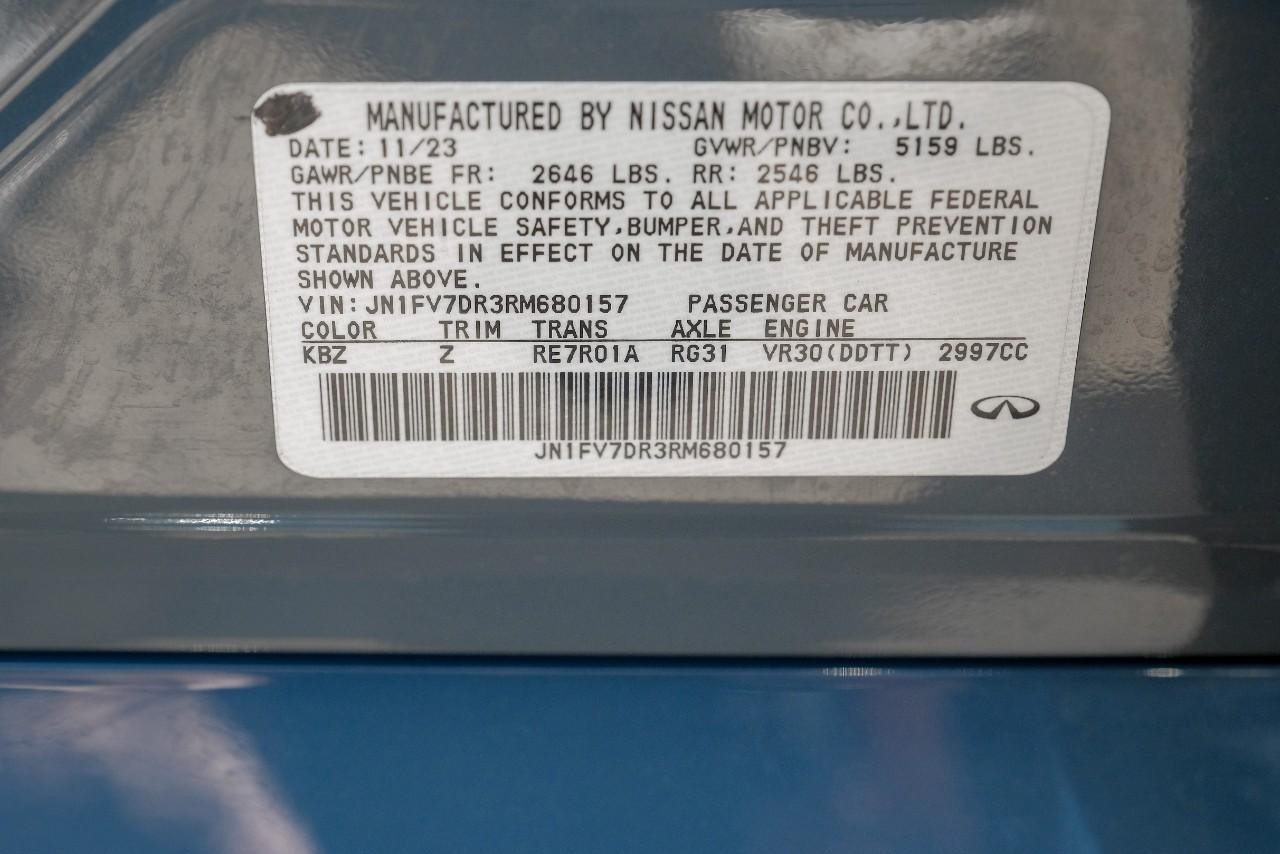 MANUFACTURED BY NISSAN MOTOR CO.,LTD.
DATE: 11/23 GVWR/PNBV: 5159 LBS.
GAWR/PNBE FR: 2646 LBS. RR: 2546 LBS.
THIS VEHICLE CONFORMS TO ALL APPLICABLE FEDERAL
MOTOR VEHICLE SAFETY,BUMPER,AND THEFT PREVENTION
STANDARDS IN EFFECT ON THE DATE OF MANUFACTURE
SHOWN ABOVE.
VIN:JN1FV7DR3RM680157 PASSENGER CAR
COLOR TRIM TRANS AXLE ENGINE
KBZ Z RE7R01A RG31 VR30(DDTT) 2997CC
JN1FV7DR3RM680157